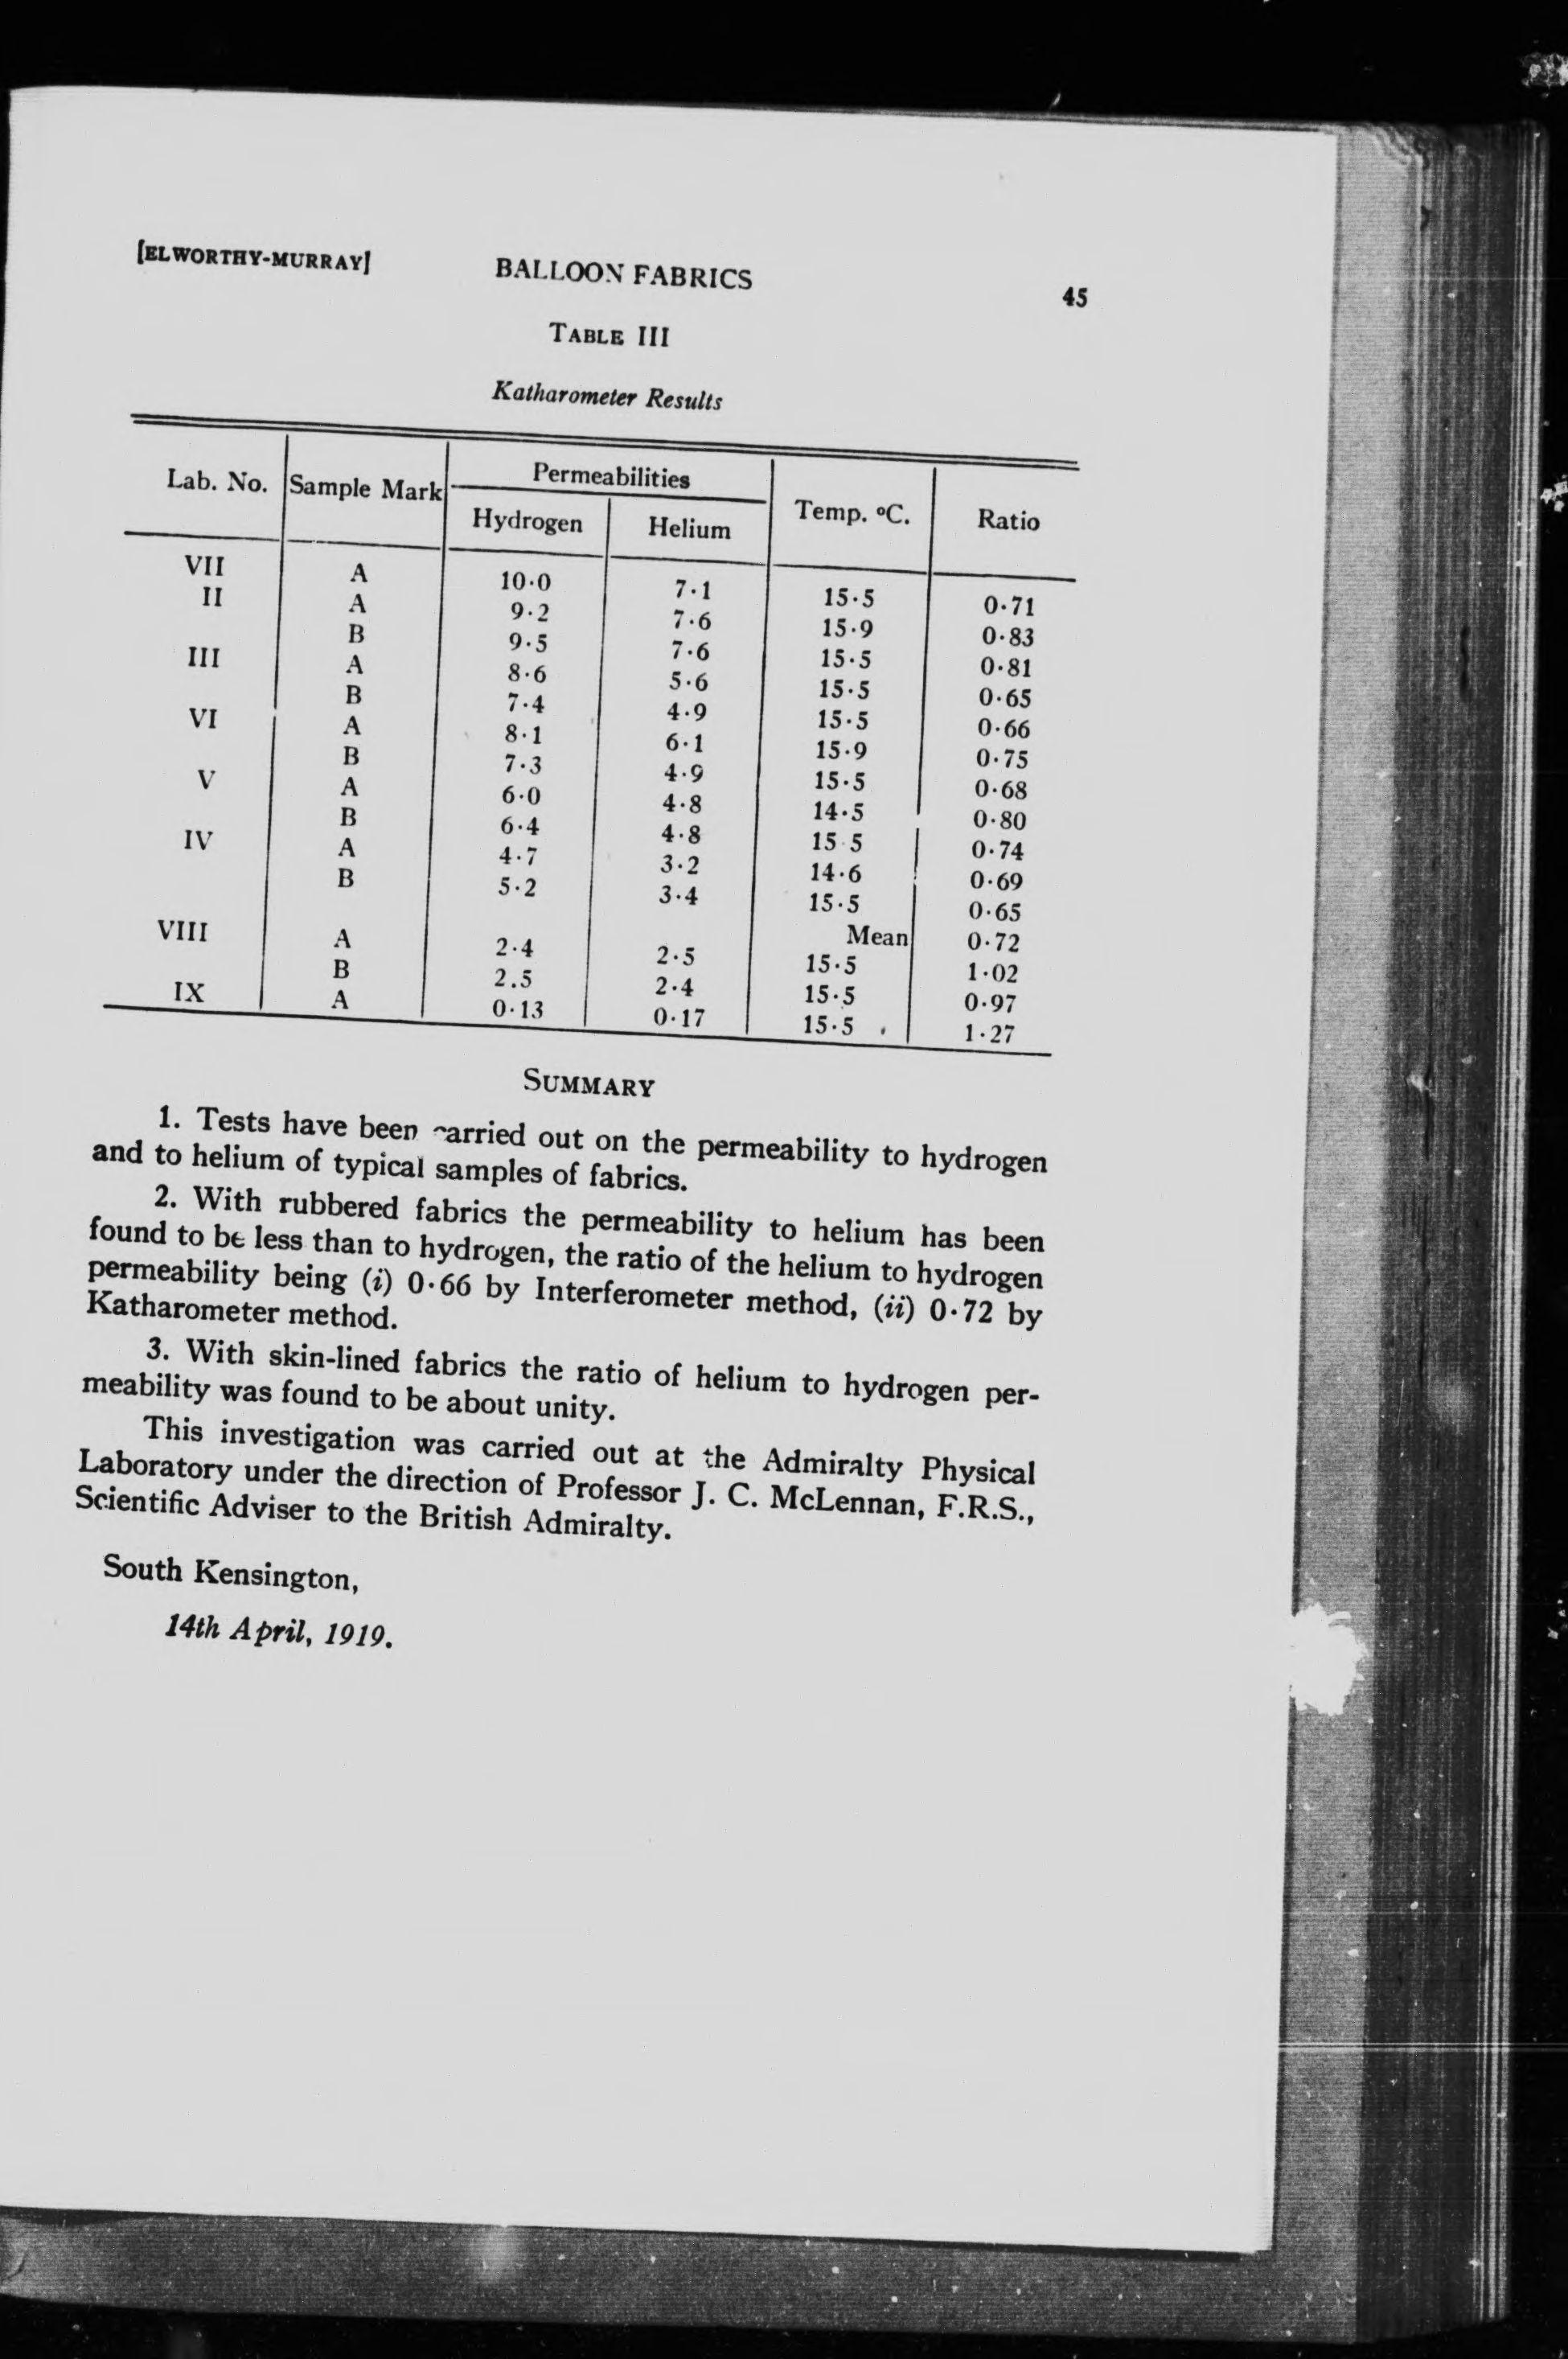 [ELWORTHY-MURRAY] BALLOON FABRICS 45
TABLE III
Katharometer Results
Lab. No. Sample Mark Permeabilities Temp. °C. Ratio
Hydrogen Helium
VII A 10·0 7·1 15·5 0·71
II A 9·2 7·6 15·9 0·83
B 9·5 7·6 15·5 0·81
III A 8·6 5·6 15·5 0·65
B 7·4 4·9 15·5 0·66
VI A 8·1 6·1 15·9 0·75
B 7·3 4·9 15·5 0·68
V A 6·0 4·8 14·5 0·80
B 6·4 4·8 15·5 0·74
IV A 4·7 3·2 14·6 0·69
B 5·2 3·4 15·5 0·65
Mean 0·72
VIII A 2·4 2·5 15·5 1·02
B 2.5 2·4 15·5 0·97
IX A 0·13 0·17 15·5 1·27
SUMMARY
1. Tests have been carried out on the permeability to hydrogen
and to helium of typical samples of fabrics.
2. With rubbered fabrics the permeability to helium has been
found to be less than to hydrogen, the ratio of the helium to hydrogen
permeability being (i) 0·66 by Interferometer method, (ii) 0·72 by
Katharometer method.
3. With skin-lined fabrics the ratio of helium to hydrogen per-
meability was found to be about unity.
This investigation was carried out at the Admiralty Physical
Laboratory under the direction of Professor J. C. McLennan, F.R.S.,
Scientific Adviser to the British Admiralty.
South Kensington,
14th April, 1919.